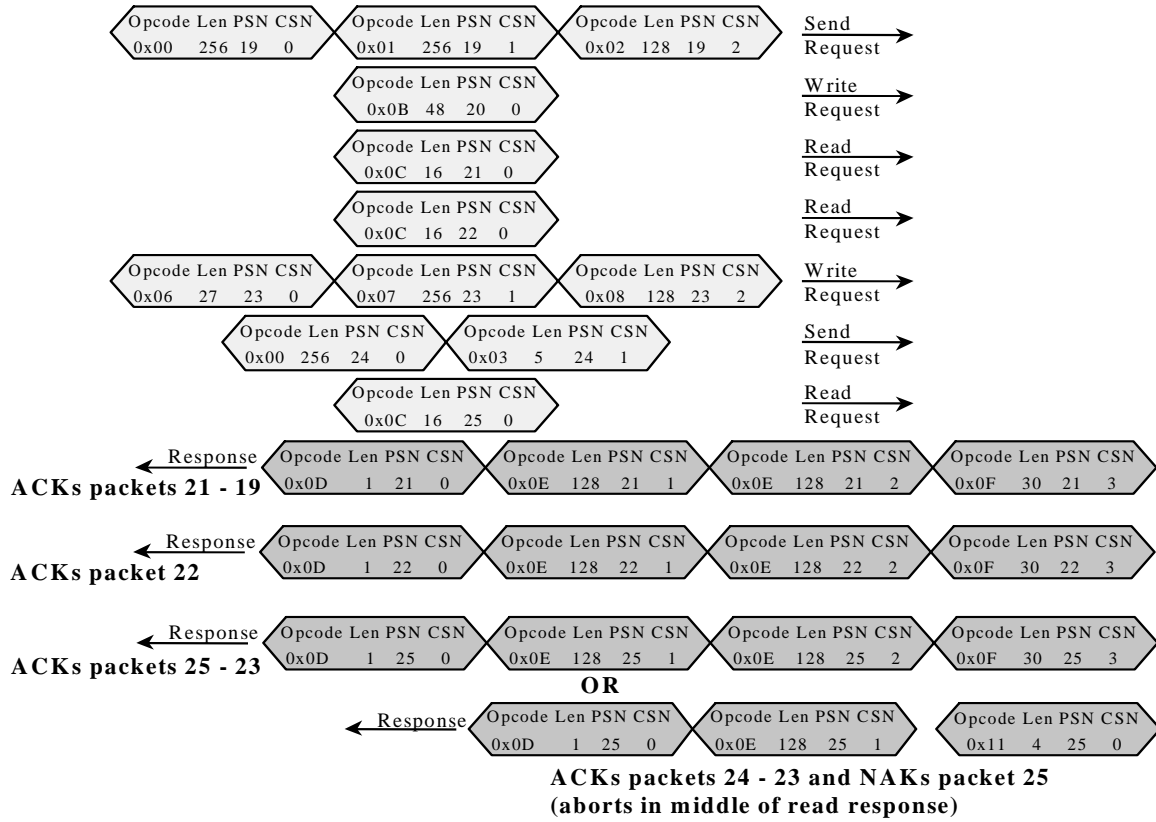 Opcode Len PSN CSN Opcode Len PSN CSN Opcode Len PSN CSN Send
0x00 256 19 0 0x01 256 19 1 0x02 128 19 2 Request
Opcode Len PSN CSN Write
0x0B 48 20 0 Request
Opcode Len PSN CSN Read
0x0C 16 21 0 Request
Opcode Len PSN CSN Read
0x0C 16 22 0 Request
Opcode Len PSN CSN Opcode Len PSN CSN Opcode Len PSN CSN Write
0x06 27 23 0 0x07 256 23 1 0x08 128 23 2 Request
Opcode Len PSN CSN Opcode Len PSN CSN Send
0x00 256 24 0 0x03 5 24 1 Request
Opcode Len PSN CSN Read
0x0C 16 25 0 Request
Response Opcode Len PSN CSN Opcode Len PSN CSN Opcode Len PSN CSN Opcode Len PSN CSN
ACKs packets 21 - 19 0x0D 1 21 0 0x0E 128 21 1 0x0E 128 21 2 0x0F 30 21 3
Response Opcode Len PSN CSN Opcode Len PSN CSN Opcode Len PSN CSN Opcode Len PSN CSN
ACKs packet 22 0x0D 1 22 0 0x0E 128 22 1 0x0E 128 22 2 0x0F 30 22 3
Response Opcode Len PSN CSN Opcode Len PSN CSN Opcode Len PSN CSN Opcode Len PSN CSN
ACKs packets 25 - 23 0x0D 1 25 0 0x0E 128 25 1 0x0E 128 25 2 0x0F 30 25 3
OR
Response Opcode Len PSN CSN Opcode Len PSN CSN Opcode Len PSN CSN
0x0D 1 25 0 0x0E 128 25 1 0x11 4 25 0
ACKs packets 24 - 23 and NAKs packet 25
(aborts in middle of read response)